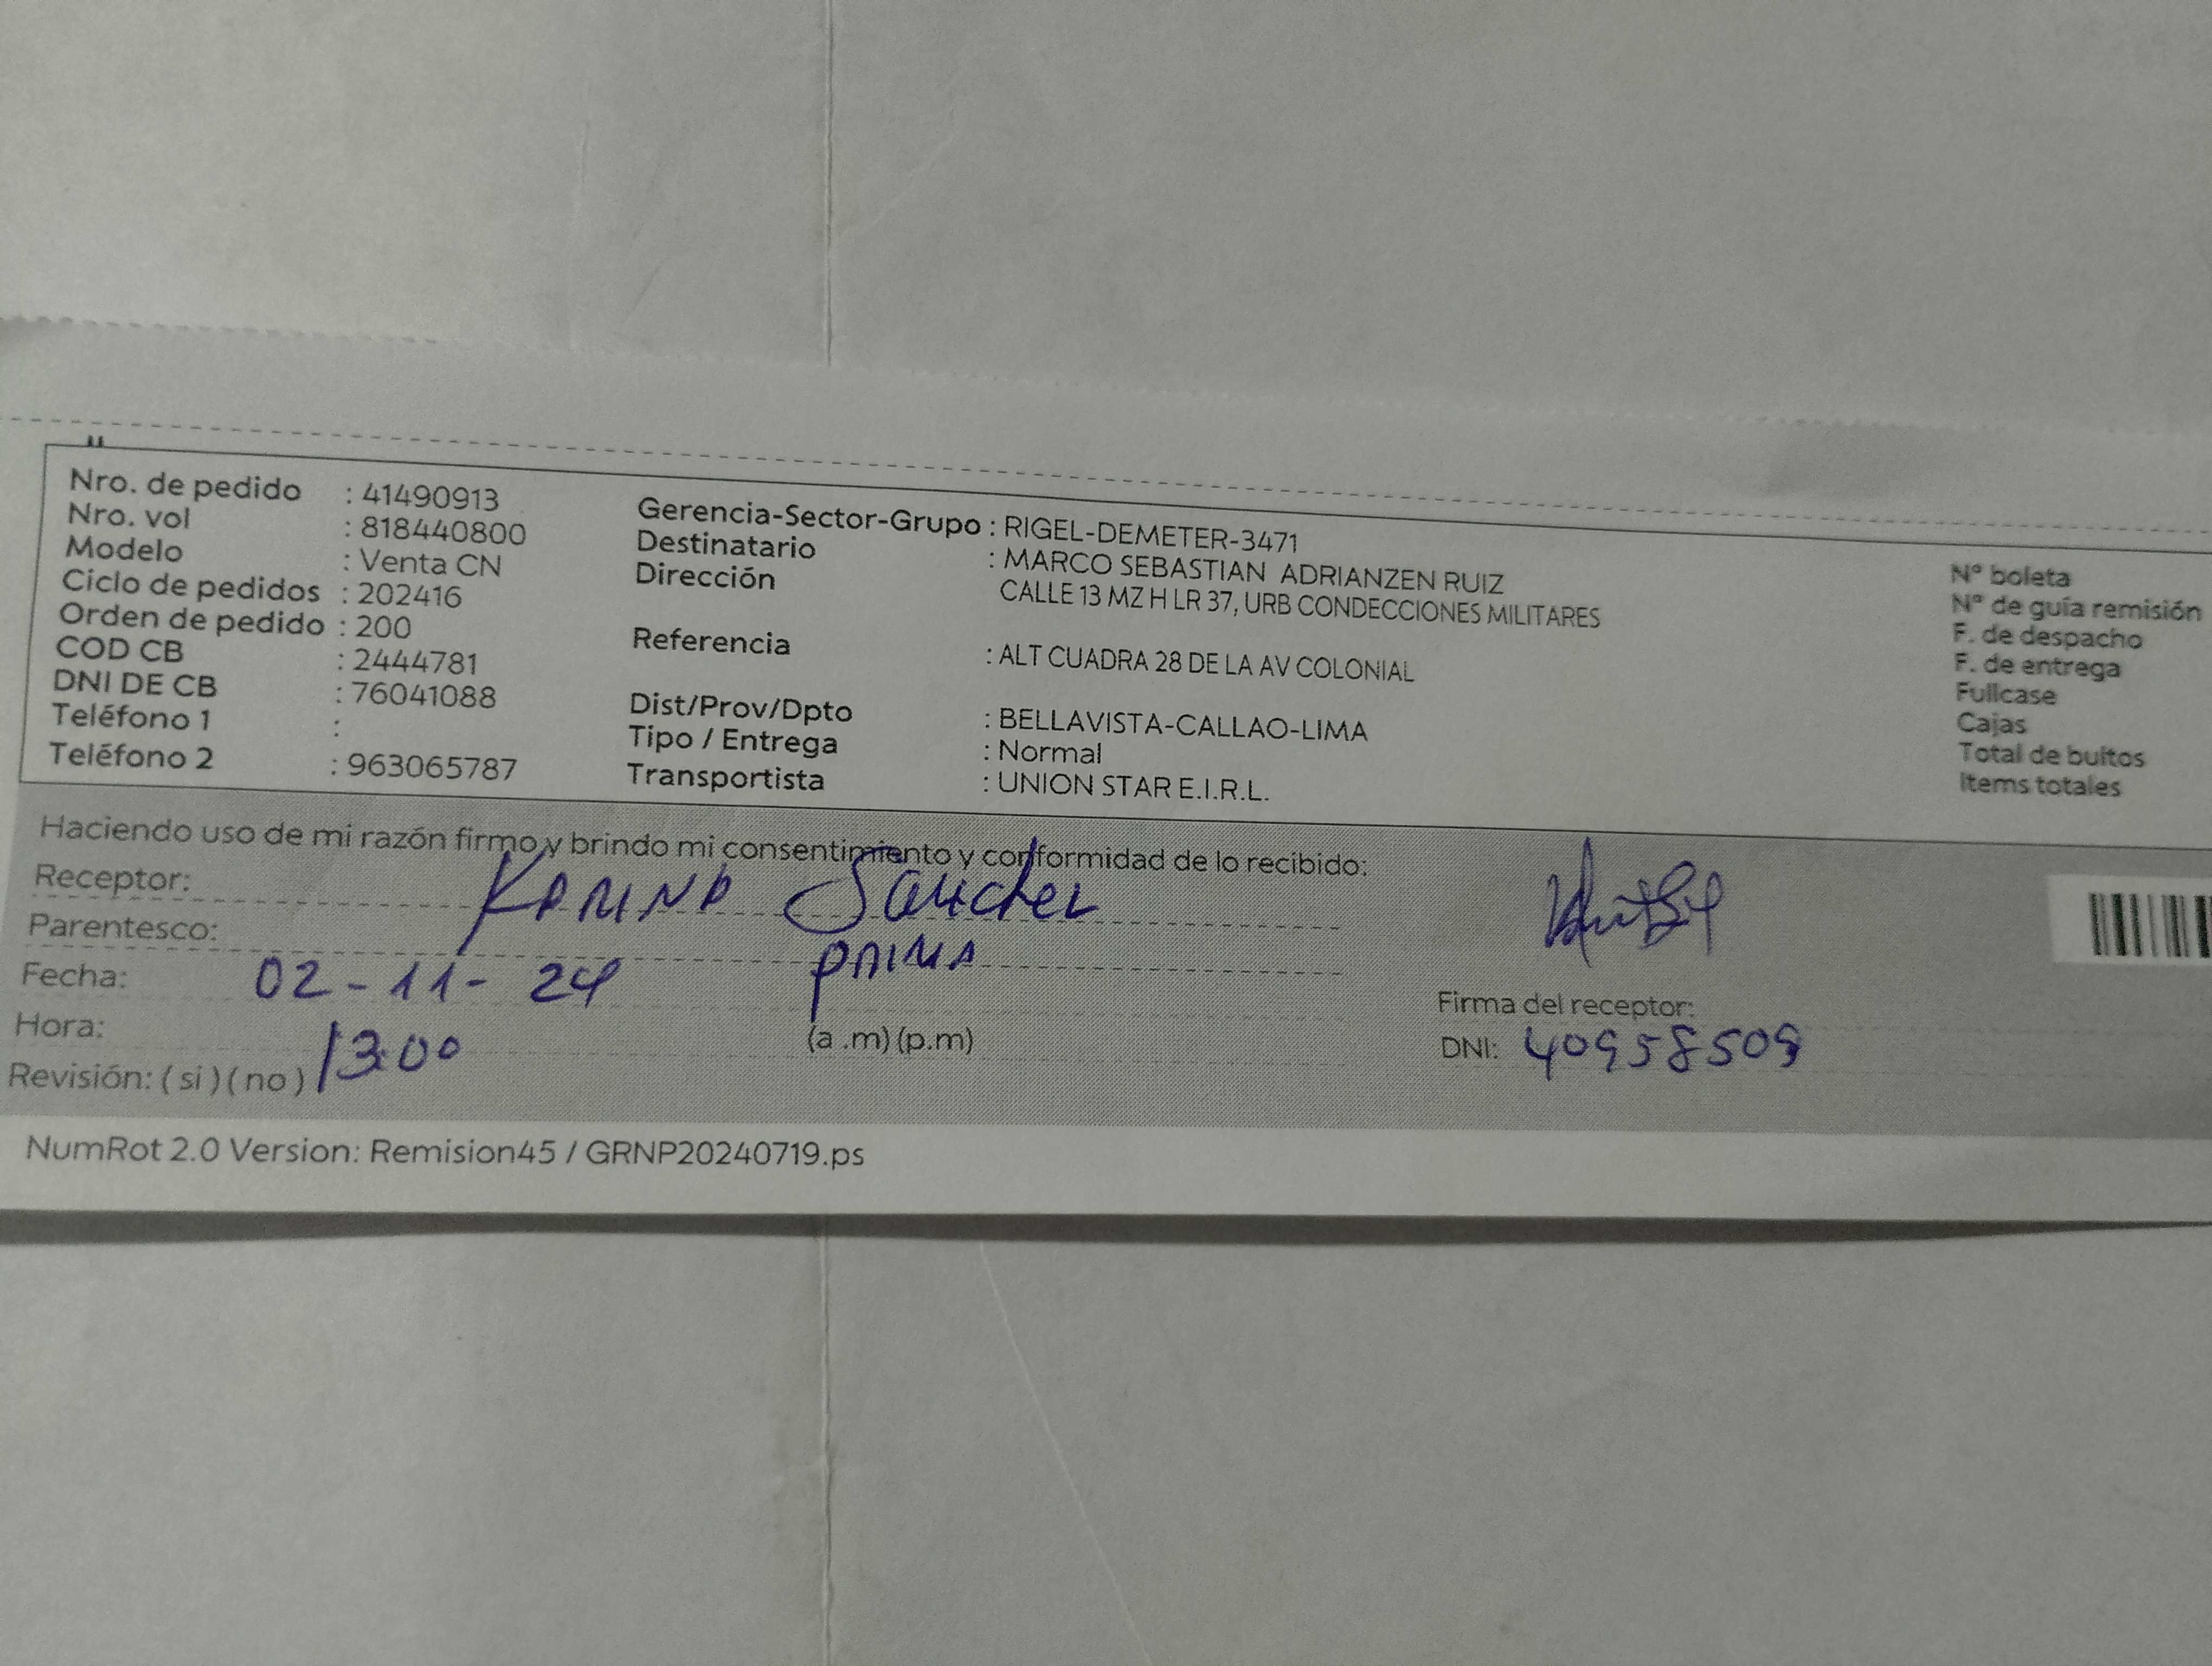 Nro. de pedido : 41490913
Nro. vol : 818440800
Modelo : Venta CN
Ciclo de pedidos : 202416
Orden de pedido : 200
COD CB : 2444781
DNI DE CB : 76041088
Teléfono 1 :
Teléfono 2 : 963065787
Gerencia-Sector-Grupo : RIGEL-DEMETER-3471
Destinatario : MARCO SEBASTIAN ADRIANZEN RUIZ
Dirección CALLE 13 MZ H LR 37, URB CONDECCIONES MILITARES
Referencia : ALT CUADRA 28 DE LA AV COLONIAL
Dist/Prov/Dpto : BELLAVISTA-CALLAO-LIMA
Tipo / Entrega : Normal
Transportista : UNION STAR E.I.R.L.
N° boleta
N° de guía remisión
F. de despacho
F. de entrega
Fullcase
Cajas
Total de bultos
Items totales
Haciendo uso de mi razón firmo y brindo mi consentimiento y conformidad de lo recibido:
Receptor: KARINA Sanchez
Parentesco: PRIMA
Fecha: 02-11-24
Hora: 13:00 (a .m) (p.m)
Revisión: ( si ) ( no )
Firma del receptor:
DNI: 40958509
NumRot 2.0 Version: Remision45 / GRNP20240719.ps